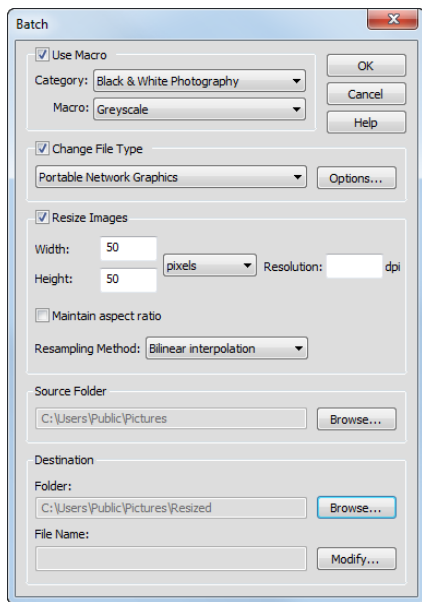 Batch
Use Macro
Category: Black & White Photography
Macro: Greyscale
OK
Cancel
Help
Change File Type
Portable Network Graphics Options...
Resize Images
Width: 50
pixels Resolution: dpi
Height: 50
Maintain aspect ratio
Resampling Method: Bilinear interpolation
Source Folder
C:\Users\Public\Pictures Browse...
Destination
Folder:
C:\Users\Public\Pictures\Resized Browse...
File Name:
Modify...